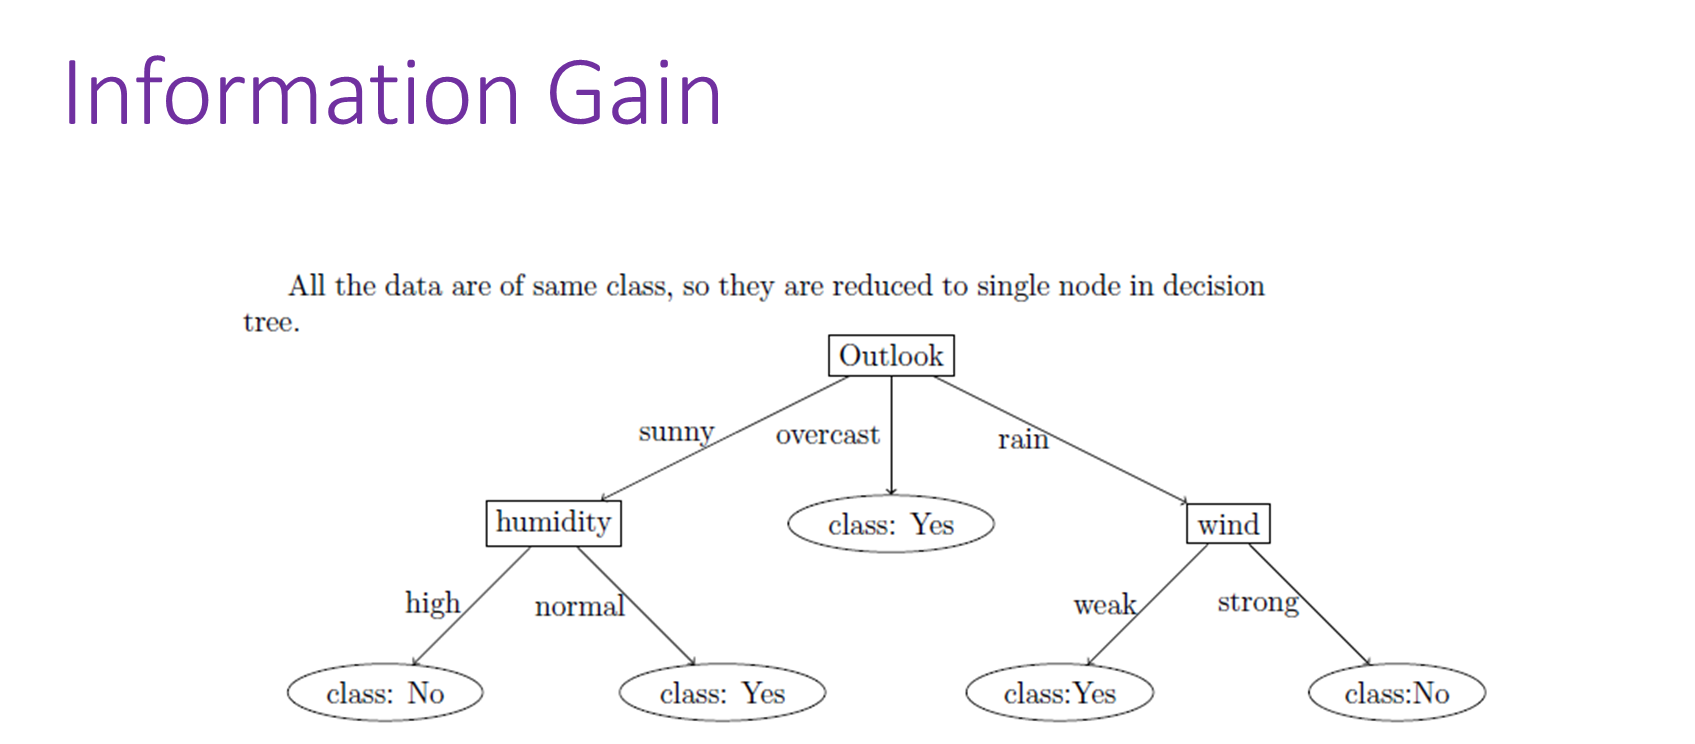 Information Gain
All the data are of same class, so they are reduced to single node in decision
tree.
Outlook
sunny
overcast
rain
humidity
class: Yes
wind
high
normal
weak
strong
class: No
class: Yes
class:Yes
class:No